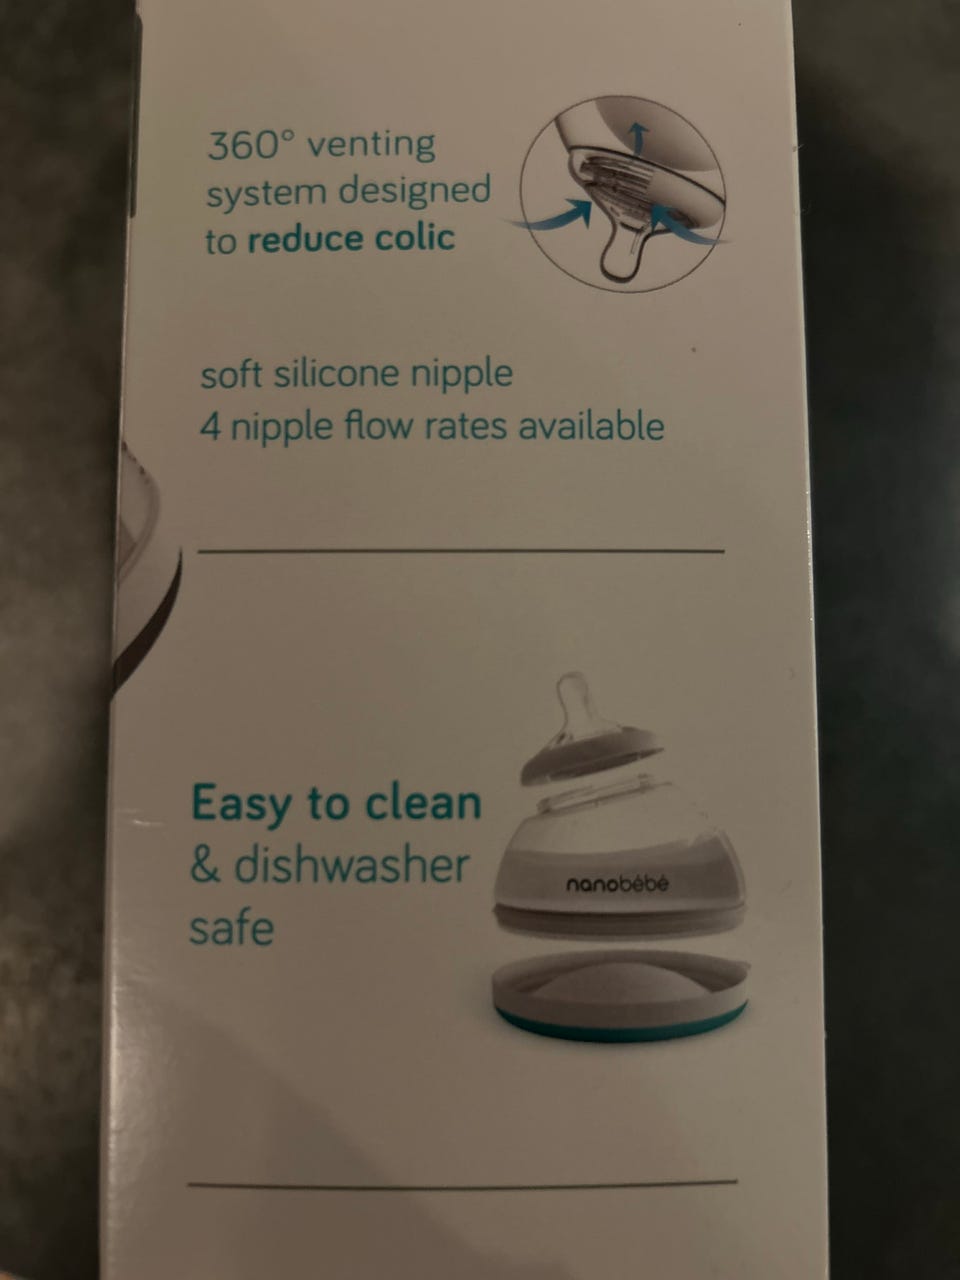 360° venting
system designed
to reduce colic
soft silicone nipple
4 nipple flow rates available
Easy to clean
& dishwasher
safe
nanobébé